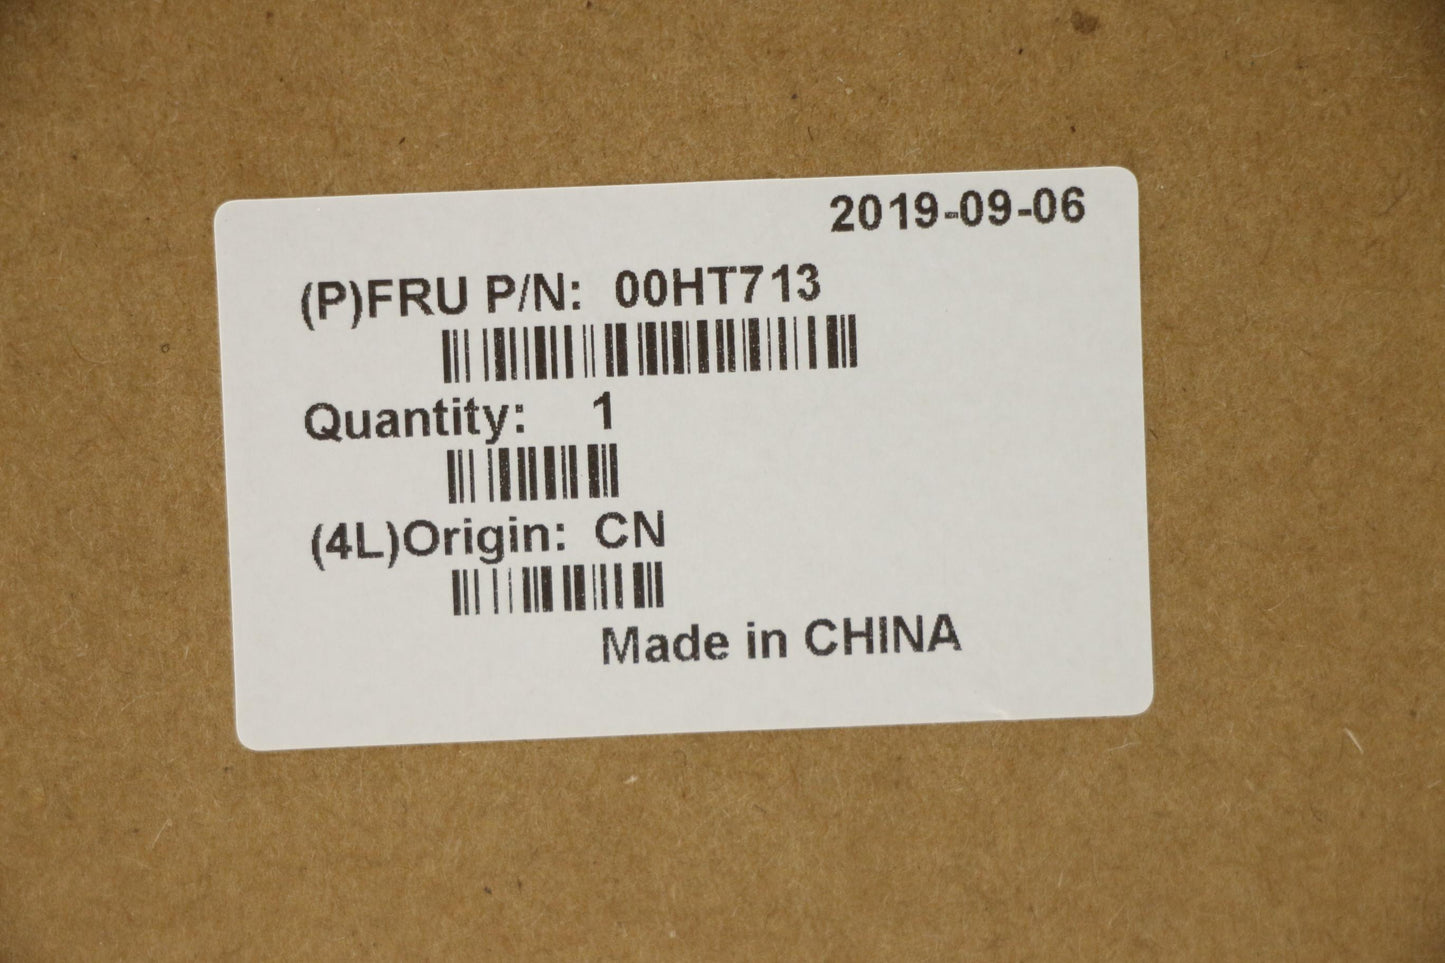 2019-09-06
(P)FRU P/N: 00HT713
Quantity: 1
(4L)Origin: CN
Made in CHINA